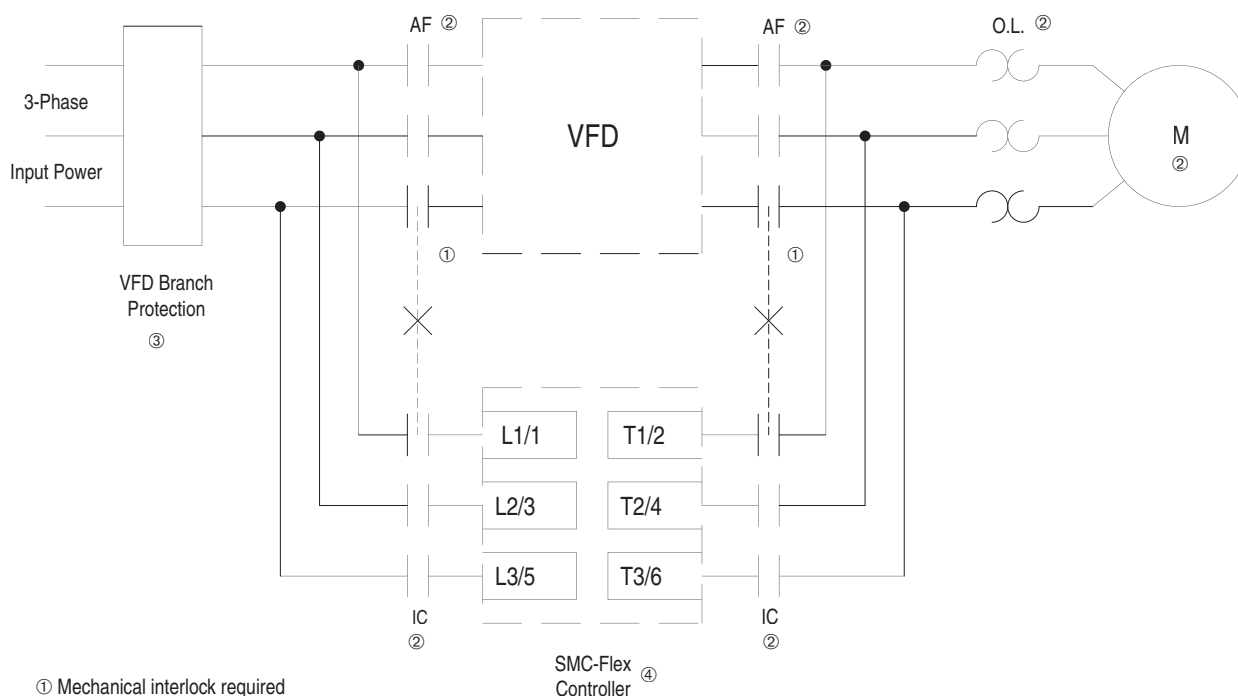 AF ②
AF ②
O.L. ②
3-Phase
Input Power
VFD
M
②
①
①
VFD Branch
Protection
③
L1/1
T1/2
L2/3
T2/4
L3/5
T3/6
IC
②
IC
②
SMC-Flex
Controller ④
① Mechanical interlock required